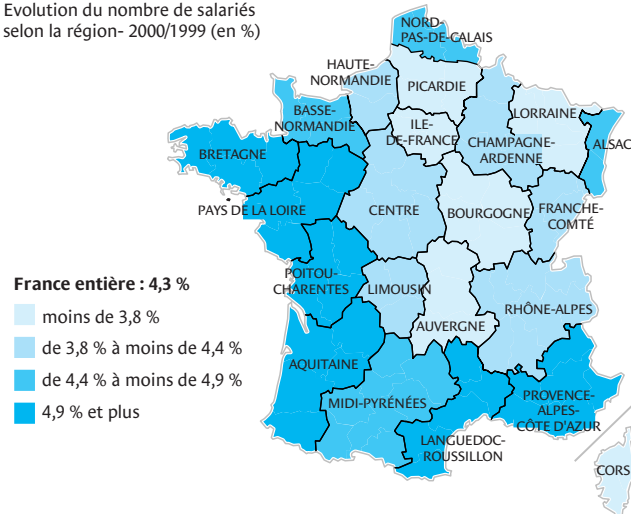 Evolution du nombre de salariés
selon la région- 2000/1999 (en %)
NORD-
PAS-DE-CALAIS
HAUTE-
NORMANDIE
PICARDIE
BASSE-
NORMANDIE
ILE-
DE-FRANCE
LORRAINE
CHAMPAGNE-
ARDENNE
ALSAC
BRETAGNE
PAYS DE LA LOIRE
CENTRE
BOURGOGNE
FRANCHE-
COMTÉ
POITOU-
CHARENTES
LIMOUSIN
AUVERGNE
RHÔNE-ALPES
AQUITAINE
MIDI-PYRÉNÉES
LANGUEDOC-
ROUSSILLON
PROVENCE-
ALPES-
CÔTE D'AZUR
CORS
France entière : 4,3 %
moins de 3,8 %
de 3,8 % à moins de 4,4 %
de 4,4 % à moins de 4,9 %
4,9 % et plus